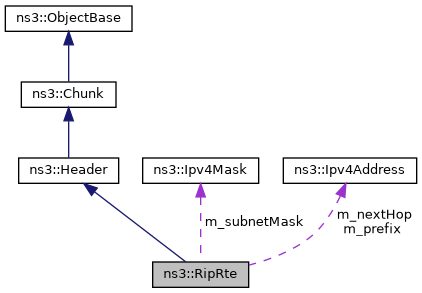 ns3::ObjectBase
ns3::Chunk
ns3::Header
ns3::Ipv4Mask
ns3::Ipv4Address
m_subnetMask
m_nextHop
m_prefix
ns3::RipRte